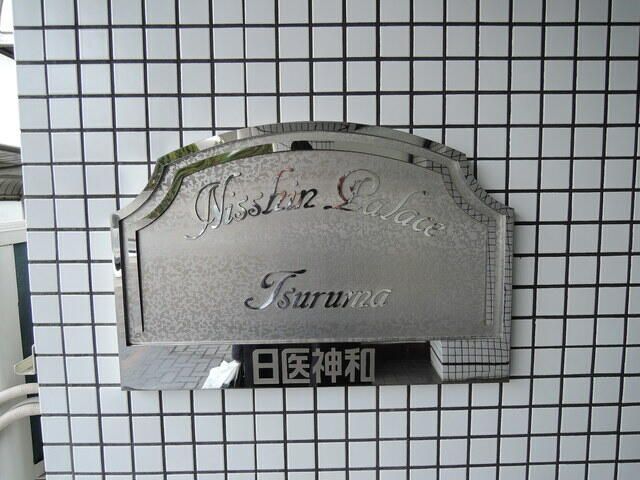 Nisshin Palace
Tsuruma
日医神和